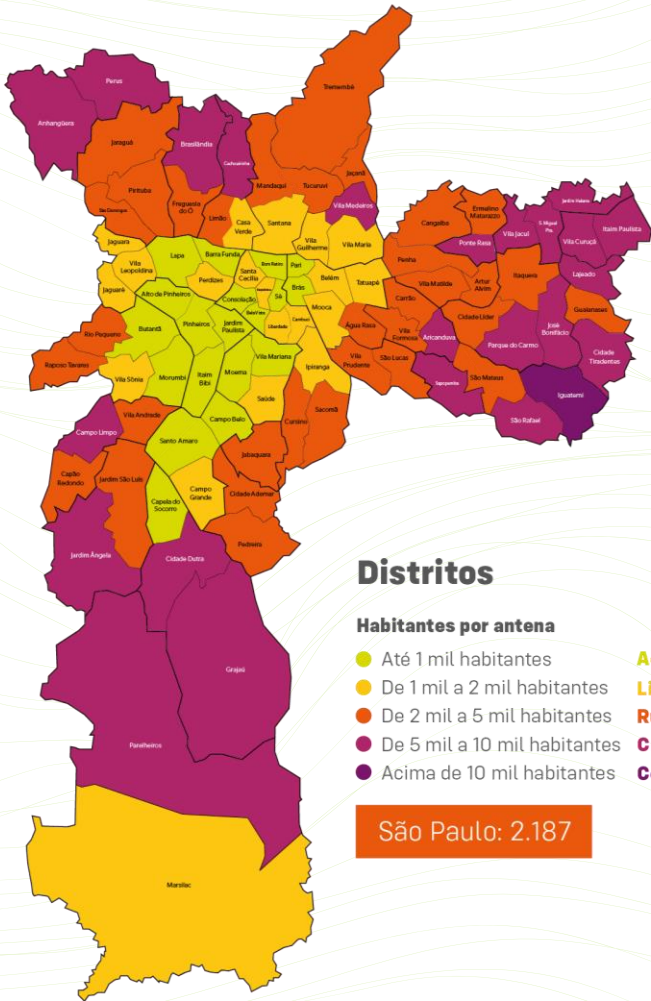 Tremembé
Perus
Anhangüera
Jaraguá
Brasilândia
Cachoeirinha
Jaçanã
Mandaqui
Tucuruvi
Pirituba
São Domingos
Freguesia
do Ó
Limão
Casa
Verde
Santana
Vila Medeiros
Vila
Guilherme
Vila Maria
Jaguara
Vila
Leopoldina
Jaguaré
Lapa
Barra Funda
Bom Retiro
Pari
Perdizes
Santa
Cecília
Brás
Belém
Tatuapé
Alto de Pinheiros
Consolação
Sé
Bela Vista
Liberdade
Cambuci
Mooca
Butantã
Pinheiros
Jardim
Paulista
Rio Pequeno
Raposo Tavares
Vila Sônia
Morumbi
Itaim
Bibi
Moema
Vila Mariana
Ipiranga
Saúde
Cangaíba
Ermelino
Matarazzo
Ponte Rasa
Vila Jacuí
S. Miguel
Pta.
Jardim Helena
Vila Curuçá
Itaim Paulista
Penha
Vila Matilde
Artur
Alvim
Itaquera
Lajeado
Guaianases
Carrão
Cidade Líder
José
Bonifácio
Água Rasa
Vila
Formosa
Aricanduva
Parque do Carmo
Cidade
Tiradentes
Vila
Prudente
São Lucas
Sapopemba
São Mateus
Iguatemi
São Rafael
Campo Limpo
Vila Andrade
Santo Amaro
Campo Belo
Cursino
Sacomã
Jabaquara
Capão
Redondo
Jardim São Luís
Capela do
Socorro
Campo
Grande
Cidade Ademar
Pedreira
Jardim Ângela
Cidade Dutra
Grajaú
Parelheiros
Marsilac
Distritos
Habitantes por antena
Até 1 mil habitantes
De 1 mil a 2 mil habitantes
De 2 mil a 5 mil habitantes
De 5 mil a 10 mil habitantes
Acima de 10 mil habitantes
São Paulo: 2.187